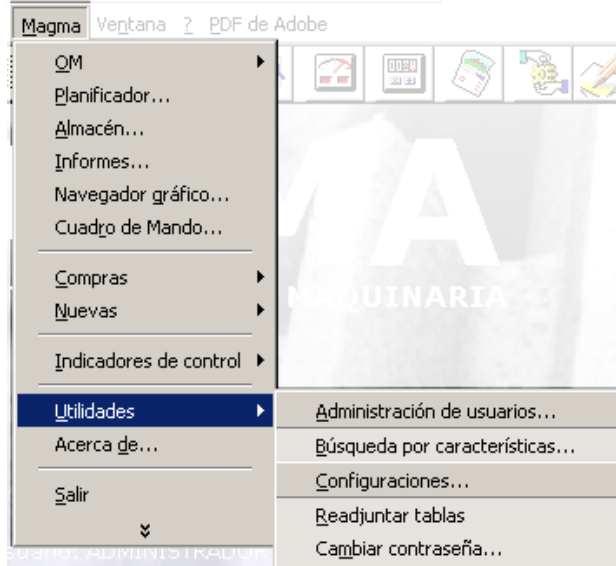 Magma Ventana ? PDF de Adobe
OM
Planificador...
Almacén...
Informes...
Navegador gráfico...
Cuadro de Mando...
Compras
Nuevas
Indicadores de control
Utilidades
Acerca de...
Salir
Administración de usuarios...
Búsqueda por características...
Configuraciones...
Readjuntar tablas
Cambiar contraseña...
MA
MAQUINARIA
ADMINISTRADOR